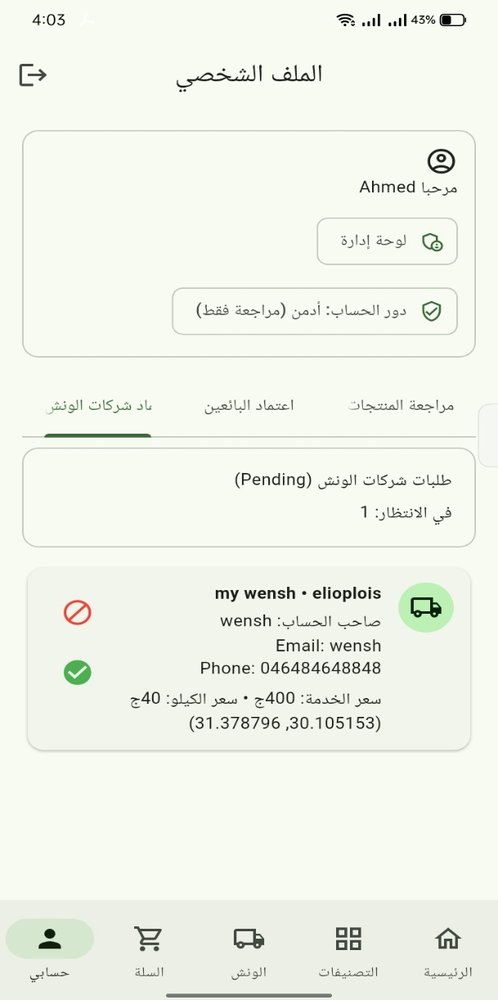 4:03
43%
الملف الشخصي
مرحبا Ahmed
لوحة إدارة
دور الحساب: أدمن (مراجعة فقط)
مراجعة المنتجات
اعتماد البائعين
ماد شركات الونش
طلبات شركات الونش (Pending)
في الانتظار: 1
my wensh • elioplois
صاحب الحساب: wensh
Email: wensh
Phone: 046484648848
سعر الخدمة: 400ج • سعر الكيلو: 40ج
(30.105153, 31.378796)
الرئيسية
التصنيفات
الونش
السلة
حسابي